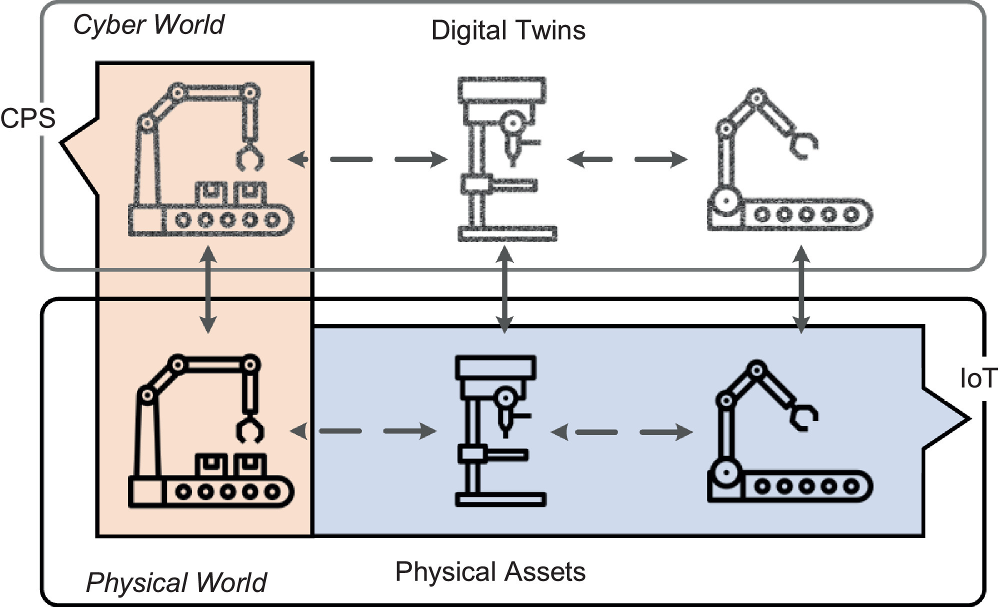 Cyber World
Digital Twins
CPS
IoT
Physical Assets
Physical World